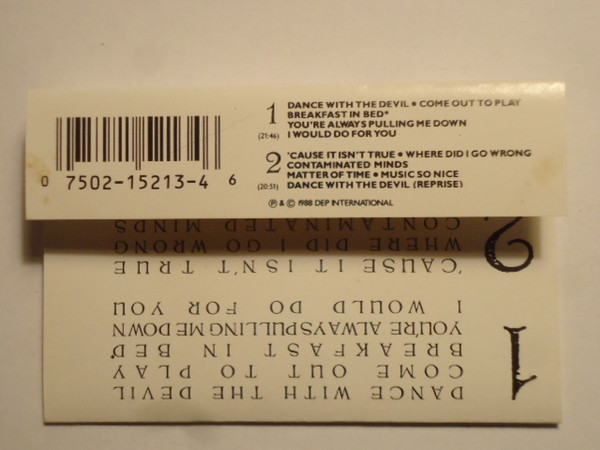 1 DANCE WITH THE DEVIL • COME OUT TO PLAY
BREAKFAST IN BED*
YOU'RE ALWAYS PULLING ME DOWN
(21:46) I WOULD DO FOR YOU
2 'CAUSE IT ISN'T TRUE • WHERE DID I GO WRONG
CONTAMINATED MINDS
MATTER OF TIME • MUSIC SO NICE
(20:51) DANCE WITH THE DEVIL (REPRISE)
℗ & © 1988 DEP INTERNATIONAL
0 7502-15213-4 6
1
DANCE WITH THE DEVIL
COME OUT TO PLAY
BREAKFAST IN BED*
YOU'RE ALWAYS PULLING ME DOWN
I WOULD DO FOR YOU
2
'CAUSE IT ISN'T TRUE
WHERE DID I GO WRONG
CONTAMINATED MINDS